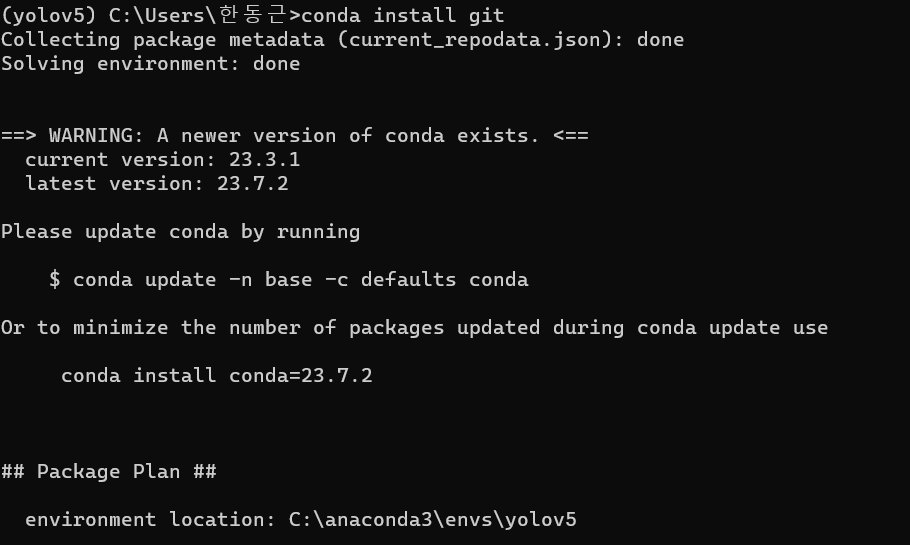 (yolov5) C:\Users\한동근>conda install git
Collecting package metadata (current_repodata.json): done
Solving environment: done
==> WARNING: A newer version of conda exists. <==
current version: 23.3.1
latest version: 23.7.2
Please update conda by running
$ conda update -n base -c defaults conda
Or to minimize the number of packages updated during conda update use
conda install conda=23.7.2
## Package Plan ##
environment location: C:\anaconda3\envs\yolov5